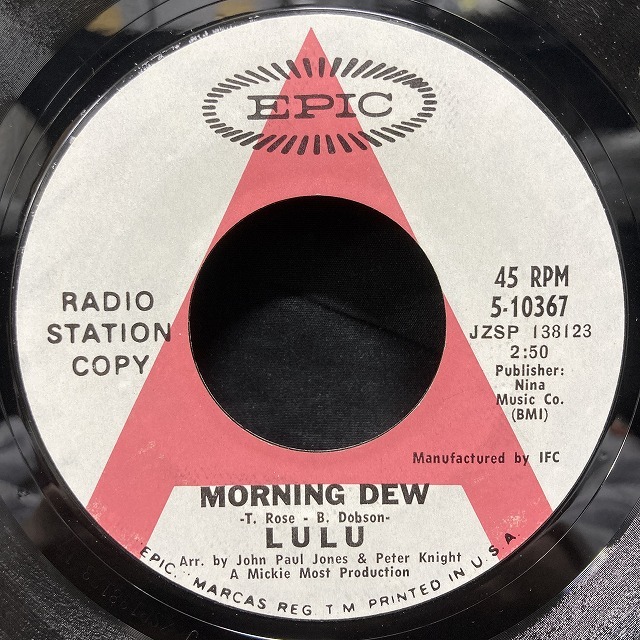 EPIC
RADIO
STATION
COPY
45 RPM
5-10367
JZSP 138123
2:50
Publisher:
Nina
Music Co.
(BMI)
Manufactured by IFC
MORNING DEW
-T. Rose - B. Dobson-
LULU
Arr. by John Paul Jones & Peter Knight
A Mickie Most Production
"EPIC", MARCAS REG. T M PRINTED IN U.S.A.